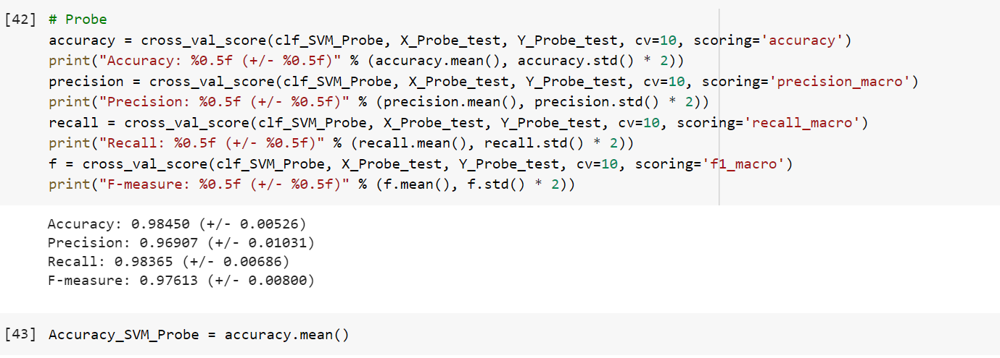 [42] # Probe
accuracy = cross_val_score(clf_SVM_Probe, X_Probe_test, Y_Probe_test, cv=10, scoring='accuracy')
print("Accuracy: %0.5f (+/- %0.5f)" % (accuracy.mean(), accuracy.std() * 2))
precision = cross_val_score(clf_SVM_Probe, X_Probe_test, Y_Probe_test, cv=10, scoring='precision_macro')
print("Precision: %0.5f (+/- %0.5f)" % (precision.mean(), precision.std() * 2))
recall = cross_val_score(clf_SVM_Probe, X_Probe_test, Y_Probe_test, cv=10, scoring='recall_macro')
print("Recall: %0.5f (+/- %0.5f)" % (recall.mean(), recall.std() * 2))
f = cross_val_score(clf_SVM_Probe, X_Probe_test, Y_Probe_test, cv=10, scoring='f1_macro')
print("F-measure: %0.5f (+/- %0.5f)" % (f.mean(), f.std() * 2))
Accuracy: 0.98450 (+/- 0.00526)
Precision: 0.96907 (+/- 0.01031)
Recall: 0.98365 (+/- 0.00686)
F-measure: 0.97613 (+/- 0.00800)
[43] Accuracy_SVM_Probe = accuracy.mean()